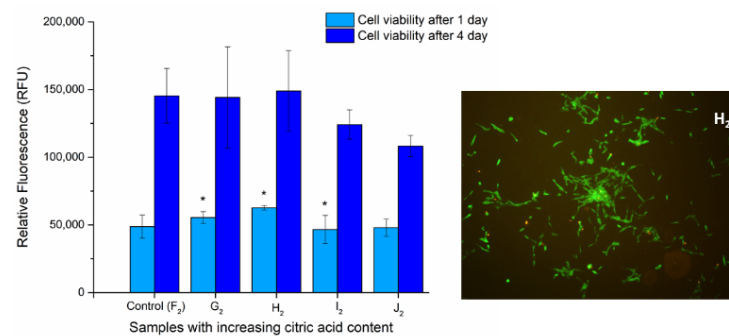 Cell viability after 1 day
Cell viability after 4 day
200,000
150,000
100,000
50,000
0
Relative Fluorescence (RFU)
*
*
*
Control (F₂)
G₂
H₂
I₂
J₂
Samples with increasing citric acid content
H₂